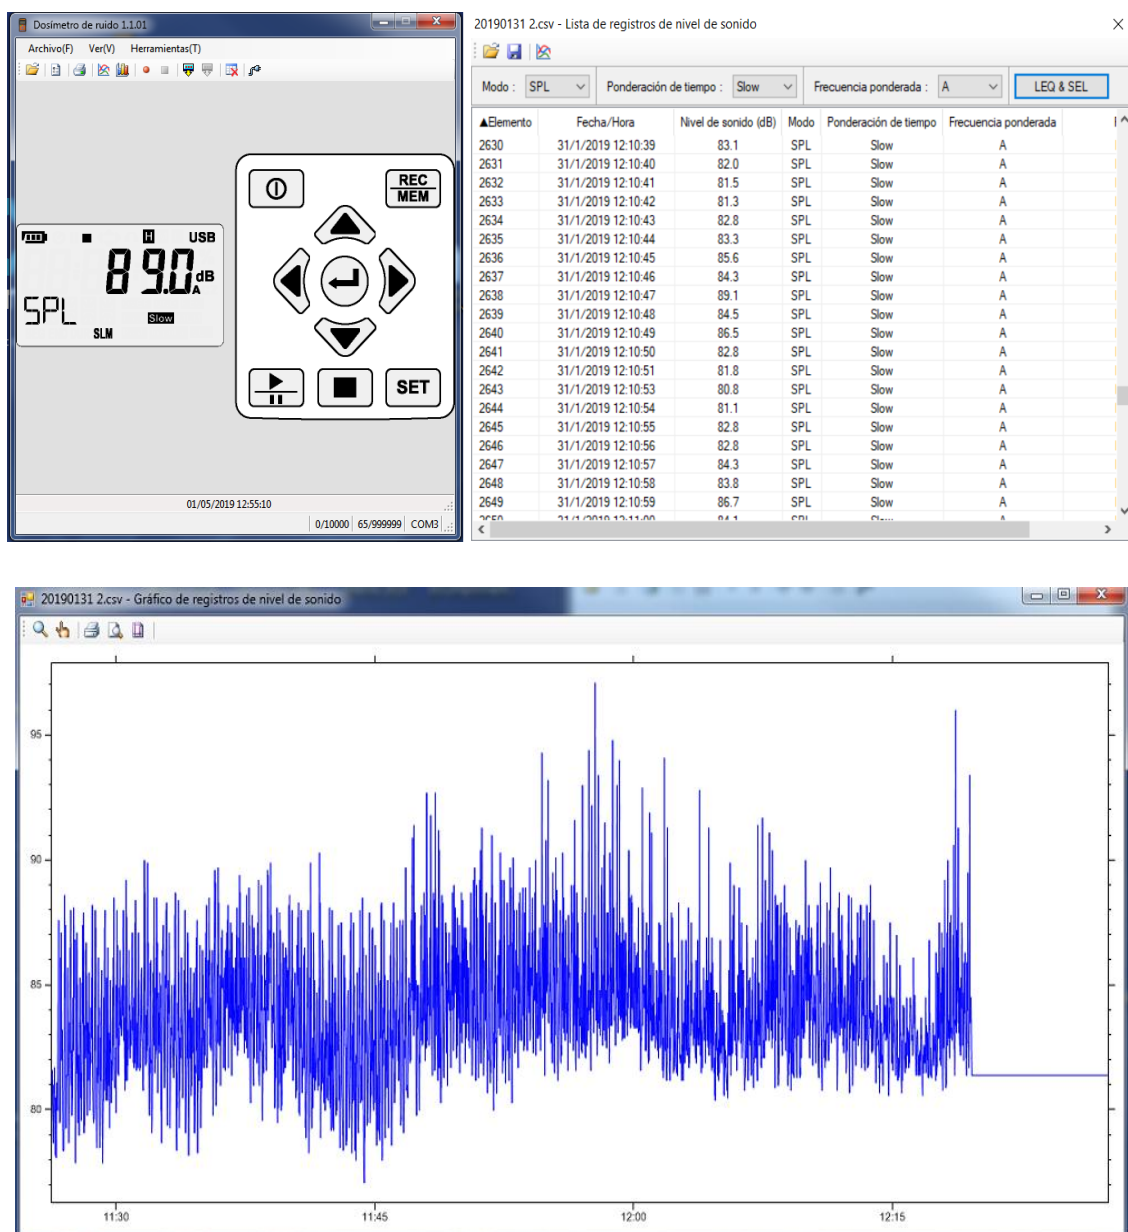 Dosímetro de ruido 1.1.01
Archivo(F) Ver(V) Herramientas(T)
REC
MEM
H USB
89.0 dB
A
SPL
Slow
SLM
SET
01/05/2019 12:55:10
0/10000 65/999999 COM3
20190131 2.csv - Lista de registros de nivel de sonido
Modo : SPL Ponderación de tiempo : Slow Frecuencia ponderada : A LEQ & SEL
▲Elemento Fecha/Hora Nivel de sonido (dB) Modo Ponderación de tiempo Frecuencia ponderada
2630 31/1/2019 12:10:39 83.1 SPL Slow A
2631 31/1/2019 12:10:40 82.0 SPL Slow A
2632 31/1/2019 12:10:41 81.5 SPL Slow A
2633 31/1/2019 12:10:42 81.3 SPL Slow A
2634 31/1/2019 12:10:43 82.8 SPL Slow A
2635 31/1/2019 12:10:44 83.3 SPL Slow A
2636 31/1/2019 12:10:45 85.6 SPL Slow A
2637 31/1/2019 12:10:46 84.3 SPL Slow A
2638 31/1/2019 12:10:47 89.1 SPL Slow A
2639 31/1/2019 12:10:48 84.5 SPL Slow A
2640 31/1/2019 12:10:49 86.5 SPL Slow A
2641 31/1/2019 12:10:50 82.8 SPL Slow A
2642 31/1/2019 12:10:51 81.8 SPL Slow A
2643 31/1/2019 12:10:53 80.8 SPL Slow A
2644 31/1/2019 12:10:54 81.1 SPL Slow A
2645 31/1/2019 12:10:55 82.8 SPL Slow A
2646 31/1/2019 12:10:56 82.8 SPL Slow A
2647 31/1/2019 12:10:57 84.3 SPL Slow A
2648 31/1/2019 12:10:58 83.8 SPL Slow A
2649 31/1/2019 12:10:59 86.7 SPL Slow A
2650 31/1/2019 12:11:00 84.1 SPL Slow A
20190131 2.csv - Gráfico de registros de nivel de sonido
95
90
85
80
11:30 11:45 12:00 12:15